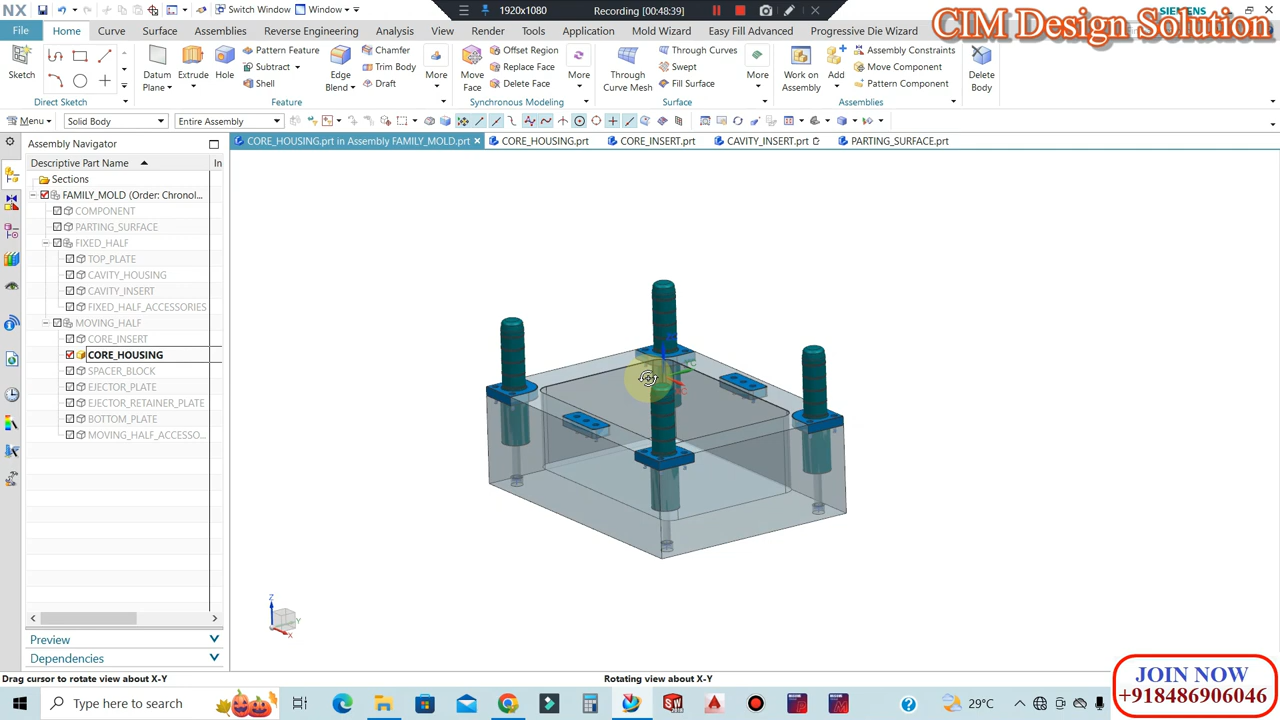 NX
Switch Window
Window
1920x1080
Recording [00:48:39]
SIEMENS
CIM Design Solution
File
Home
Curve
Surface
Assemblies
Reverse Engineering
Analysis
View
Render
Tools
Application
Mold Wizard
Easy Fill Advanced
Progressive Die Wizard
Sketch
Direct Sketch
Datum Plane
Extrude
Hole
Pattern Feature
Subtract
Shell
Edge Blend
Chamfer
Trim Body
Draft
More
Feature
Move Face
Offset Region
Replace Face
Delete Face
More
Synchronous Modeling
Through Curve Mesh
Through Curves
Swept
Fill Surface
More
Surface
Work on Assembly
Add
Assembly Constraints
Move Component
Pattern Component
Assemblies
Delete Body
Menu
Solid Body
Entire Assembly
Assembly Navigator
CORE_HOUSING.prt in Assembly FAMILY_MOLD.prt
CORE_HOUSING.prt
CORE_INSERT.prt
CAVITY_INSERT.prt
PARTING_SURFACE.prt
Descriptive Part Name
In
Sections
FAMILY_MOLD (Order: Chronol...
COMPONENT
PARTING_SURFACE
FIXED_HALF
TOP_PLATE
CAVITY_HOUSING
CAVITY_INSERT
FIXED_HALF_ACCESSORIES
MOVING_HALF
CORE_INSERT
CORE_HOUSING
SPACER_BLOCK
EJECTOR_PLATE
EJECTOR_RETAINER_PLATE
BOTTOM_PLATE
MOVING_HALF_ACCESSO...
Z
Y
X
Preview
Dependencies
Drag cursor to rotate view about X-Y
Rotating view about X-Y
JOIN NOW
+918486906046
Type here to search
29°C